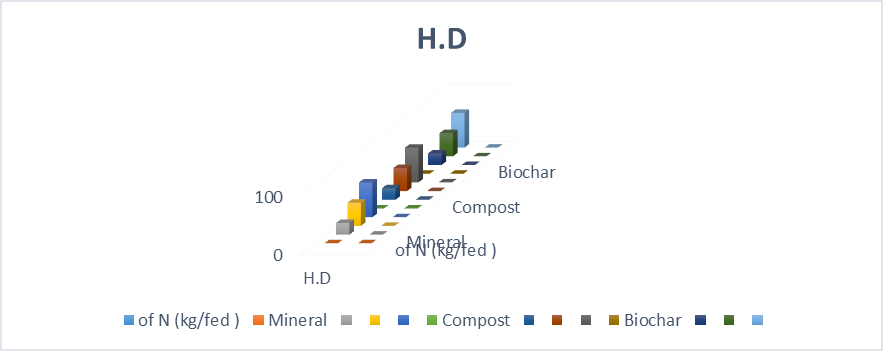 H.D
Biochar
100
Compost
Mineral
0
of N (kg/fed )
H.D
of N (kg/fed ) Mineral Compost Biochar